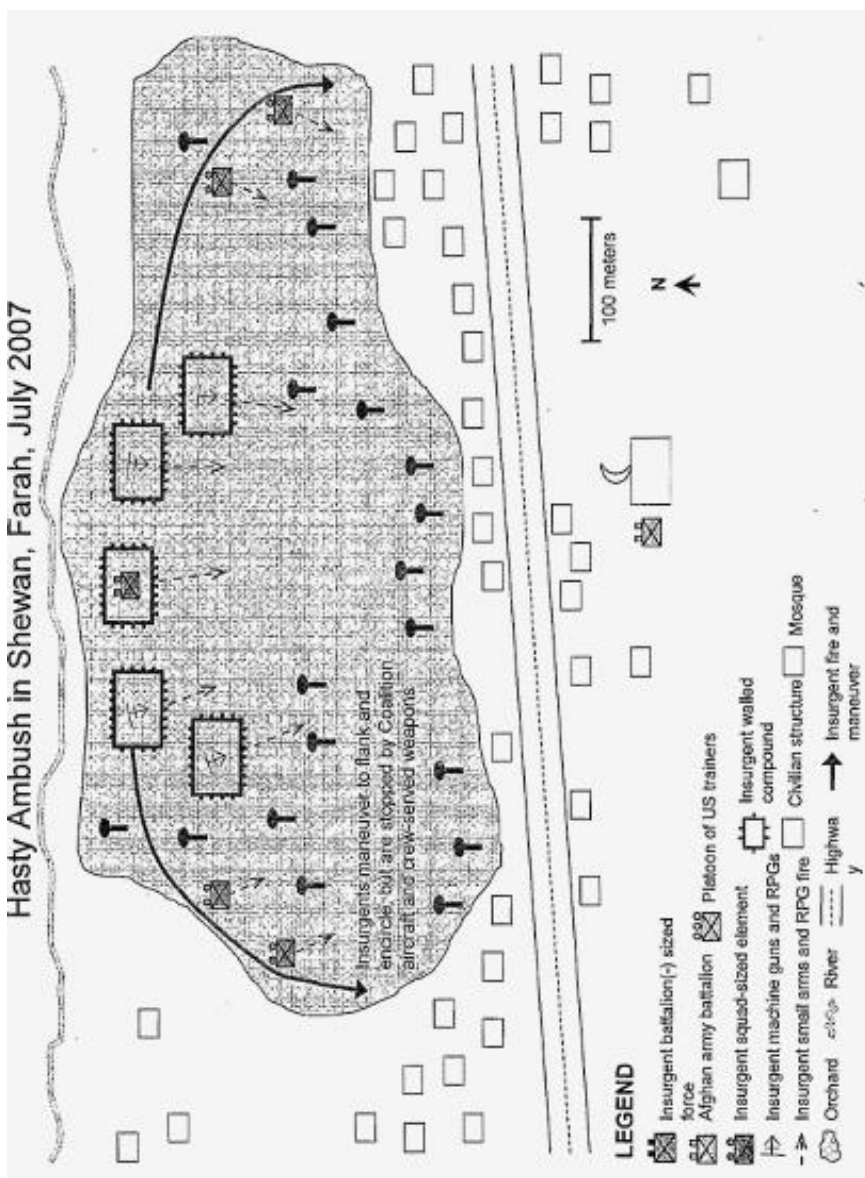 Hasty Ambush in Shewan, Farah, July 2007
Insurgents maneuver to flank and
encircle but are stopped by Coalition
aircraft and crew-served weapons
100 meters
N
LEGEND
Insurgent battalion(-) sized
force
Afghan army battalion
Platoon of US trainers
Insurgent squad-sized element
Insurgent walled
compound
Insurgent machine guns and RPGs
Insurgent small arms and RPG fire
Civilian structure
Mosque
Orchard
River
Highwa
y
Insurgent fire and
maneuver